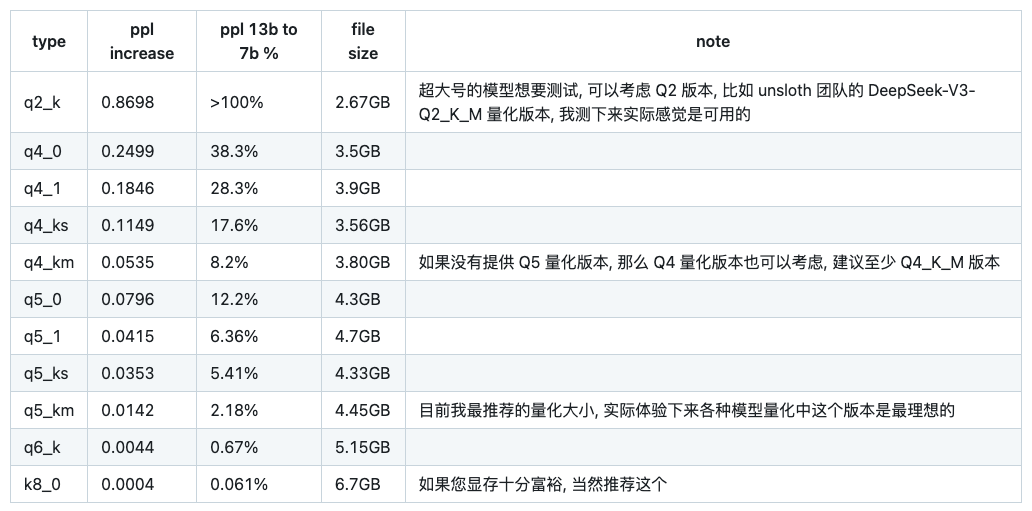 type ppl increase ppl 13b to 7b % file size note
q2_k 0.8698 >100% 2.67GB 超大号的模型想要测试, 可以考虑 Q2 版本, 比如 unsloth 团队的 DeepSeek-V3-
Q2_K_M 量化版本, 我测下来实际感觉是可用的
q4_0 0.2499 38.3% 3.5GB
q4_1 0.1846 28.3% 3.9GB
q4_ks 0.1149 17.6% 3.56GB
q4_km 0.0535 8.2% 3.80GB 如果没有提供 Q5 量化版本, 那么 Q4 量化版本也可以考虑, 建议至少 Q4_K_M 版本
q5_0 0.0796 12.2% 4.3GB
q5_1 0.0415 6.36% 4.7GB
q5_ks 0.0353 5.41% 4.33GB
q5_km 0.0142 2.18% 4.45GB 目前我最推荐的量化大小, 实际体验下来各种模型量化中这个版本是最理想的
q6_k 0.0044 0.67% 5.15GB
k8_0 0.0004 0.061% 6.7GB 如果您显存十分富裕, 当然推荐这个